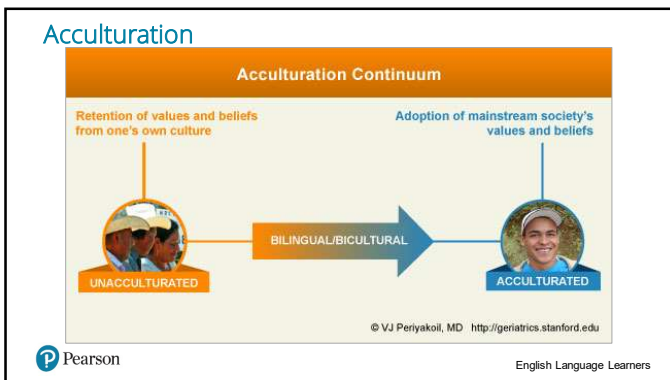 Acculturation
Acculturation Continuum
Retention of values and beliefs
from one's own culture
Adoption of mainstream society's
values and beliefs
BILINGUAL/BICULTURAL
UNACCULTURATED
ACCULTURATED
© VJ Periyakoil, MD http://geriatrics.stanford.edu
Pearson
English Language Learners